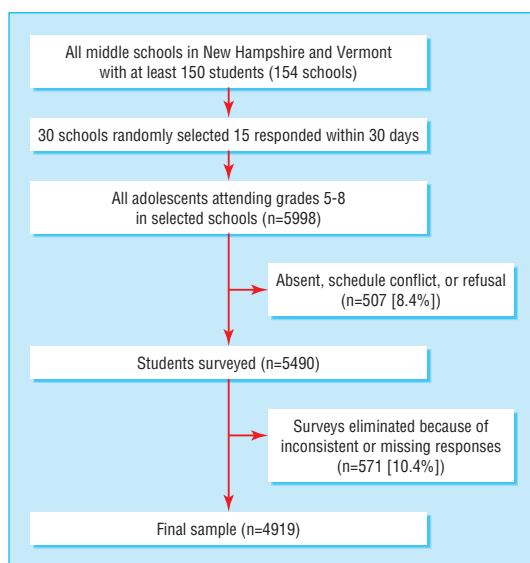 All middle schools in New Hampshire and Vermont
with at least 150 students (154 schools)
30 schools randomly selected 15 responded within 30 days
All adolescents attending grades 5-8
in selected schools (n=5998)
Absent, schedule conflict, or refusal
(n=507 [8.4%])
Students surveyed (n=5490)
Surveys eliminated because of
inconsistent or missing responses
(n=571 [10.4%])
Final sample (n=4919)